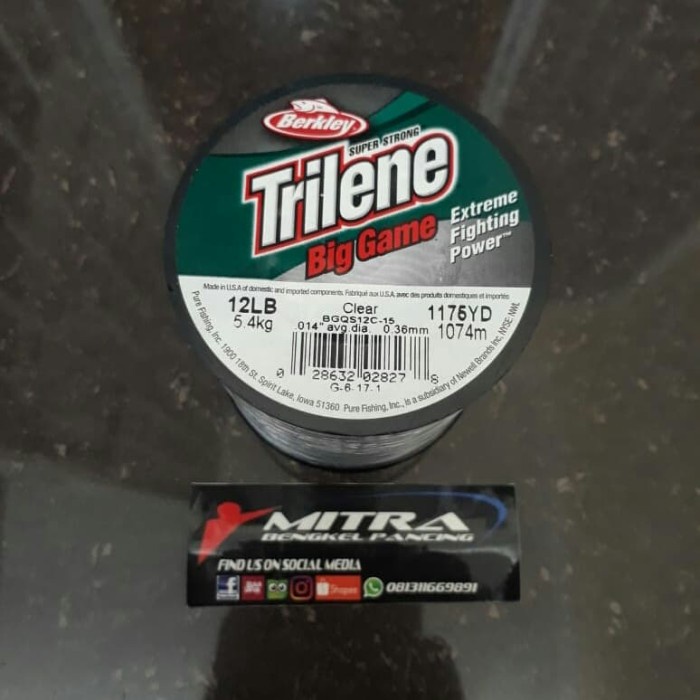 Berkley
SUPER STRONG
Trilene
Big Game
Extreme
Fighting
Power™
Made in U.S.A of domestic and imported components. Fabriqué aux U.S.A. avec des produits domestiques et importés
12LB
5.4kg
Clear
BGQS12C-15
.014" avg.dia. 0.36mm
1175YD
1074m
0 28632 02827 8
G-6-17-1
Pure Fishing, Inc. 1900 18th St. Spirit Lake, Iowa 51360 Pure Fishing, Inc., is a subsidiary of Newell Brands Inc. NYSE: NWL
MITRA
BENGKEL PANCING
FIND US ON SOCIAL MEDIA
Shopee
081311669891